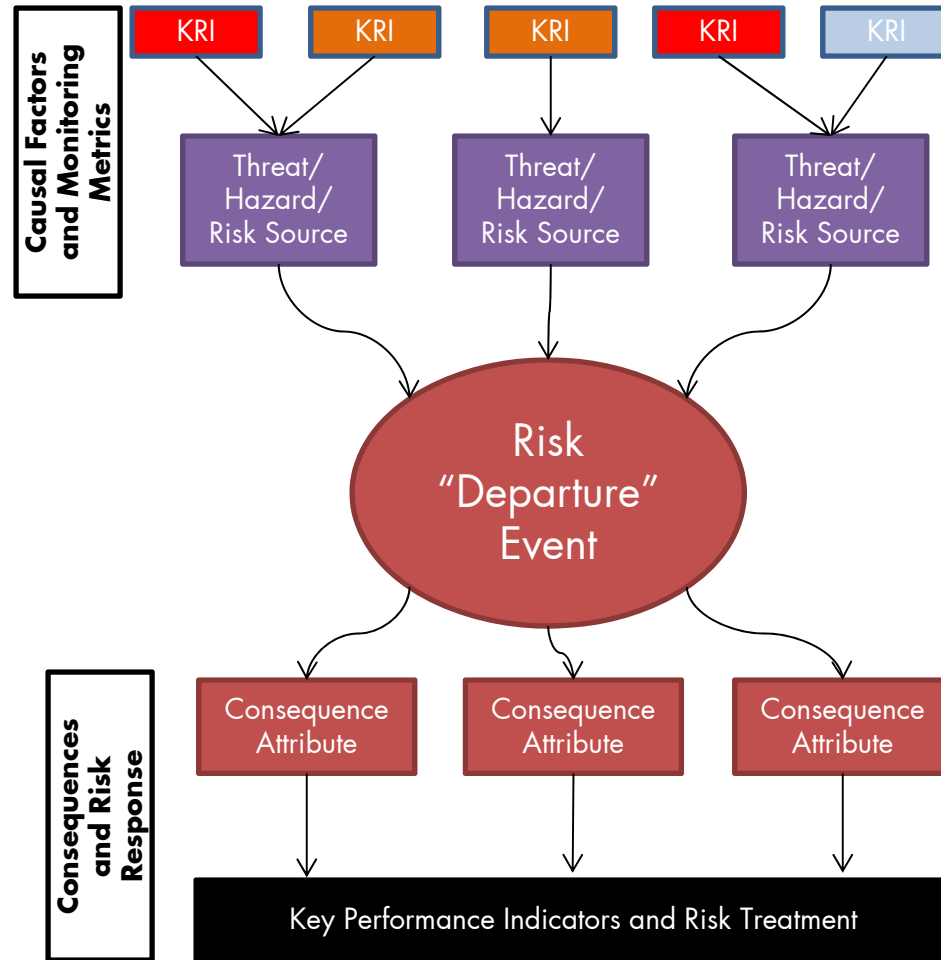 Causal Factors
and Monitoring
Metrics
KRI
KRI
KRI
KRI
KRI
Threat/
Hazard/
Risk Source
Threat/
Hazard/
Risk Source
Threat/
Hazard/
Risk Source
Risk
“Departure”
Event
Consequences
and Risk
Response
Consequence
Attribute
Consequence
Attribute
Consequence
Attribute
Key Performance Indicators and Risk Treatment